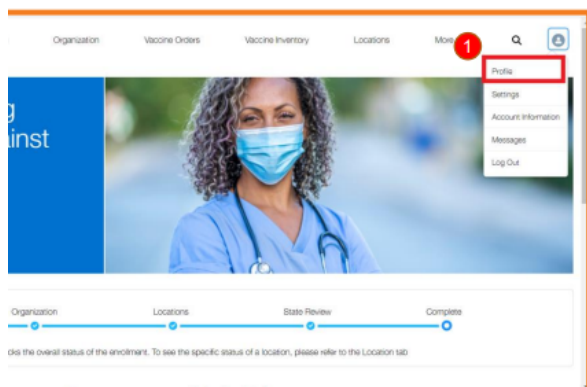 Organization Vaccine Orders Vaccine Inventory Locations More
1
Profile
Settings
Account Information
Messages
Log Out
g
ainst
Organization Locations State Review Complete
cks the overall status of the enrollment. To see the specific status of a location, please refer to the Location tab